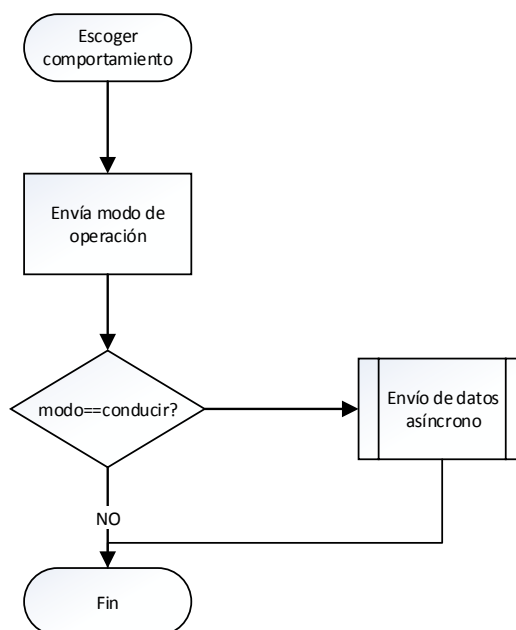 Escoger
comportamiento
Envía modo de
operación
modo==conducir?
Envío de datos
asíncrono
NO
Fin